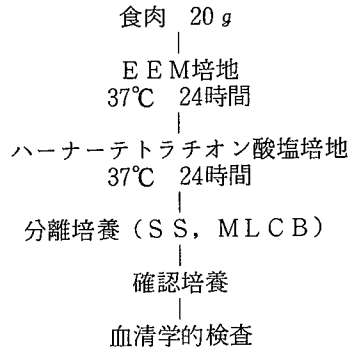 食肉 20g
EEM培地
37℃ 24時間
ハーナーテトラチオン酸塩培地
37℃ 24時間
分離培養(SS,MLCB)
確認培養
血清学的検査